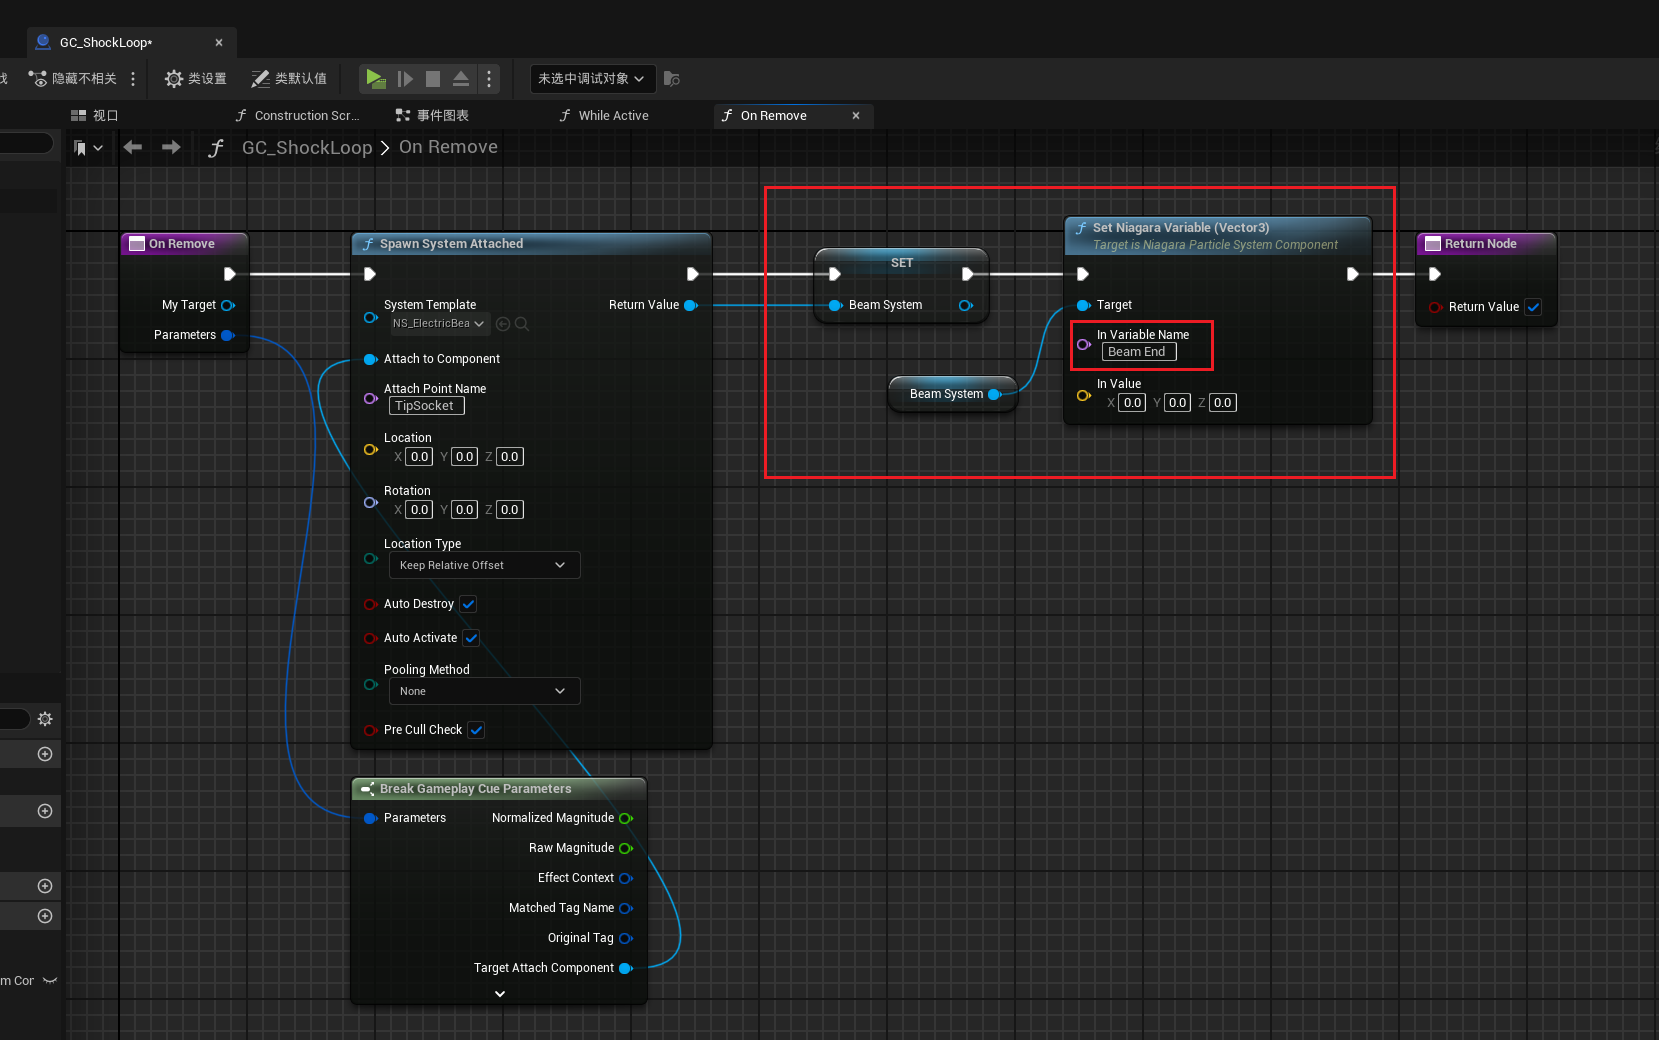 GC_ShockLoop*
隐藏不相关
类设置
类默认值
未选中调试对象
视口
Construction Scr...
事件图表
While Active
On Remove
GC_ShockLoop > On Remove
On Remove
My Target
Parameters
Spawn System Attached
System Template
NS_ElectricBea
Return Value
Attach to Component
Attach Point Name
TipSocket
Location
X 0.0 Y 0.0 Z 0.0
Rotation
X 0.0 Y 0.0 Z 0.0
Location Type
Keep Relative Offset
Auto Destroy
Auto Activate
Pooling Method
None
Pre Cull Check
SET
Beam System
Beam System
Set Niagara Variable (Vector3)
Target is Niagara Particle System Component
Target
In Variable Name
Beam End
In Value
X 0.0 Y 0.0 Z 0.0
Return Node
Return Value
Break Gameplay Cue Parameters
Parameters
Normalized Magnitude
Raw Magnitude
Effect Context
Matched Tag Name
Original Tag
Target Attach Component
m Cor